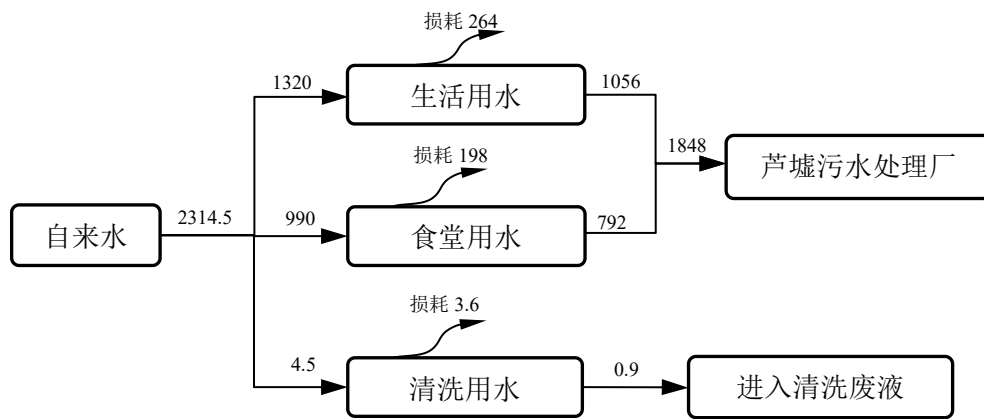 损耗 264
1320
生活用水
1056
损耗 198
1848
芦墟污水处理厂
自来水
2314.5
990
食堂用水
792
损耗 3.6
4.5
清洗用水
0.9
进入清洗废液